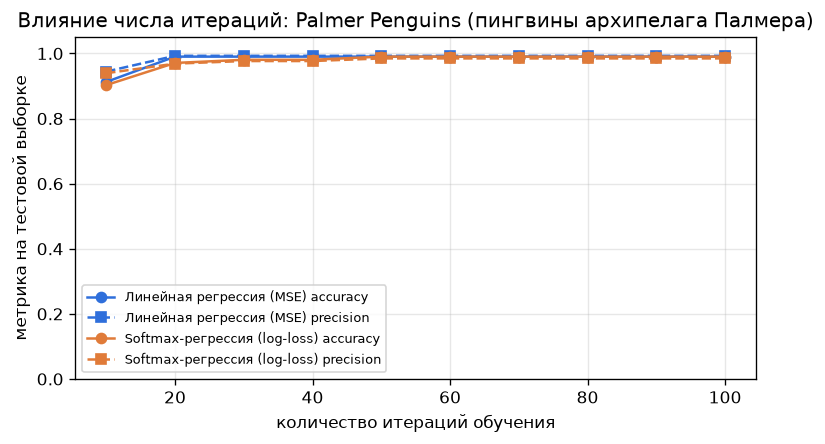 Влияние числа итераций: Palmer Penguins (пингвины архипелага Палмера)
метрика на тестовой выборке
1.0
0.8
0.6
0.4
0.2
0.0
Линейная регрессия (MSE) accuracy
Линейная регрессия (MSE) precision
Softmax-регрессия (log-loss) accuracy
Softmax-регрессия (log-loss) precision
20
40
60
80
100
количество итераций обучения